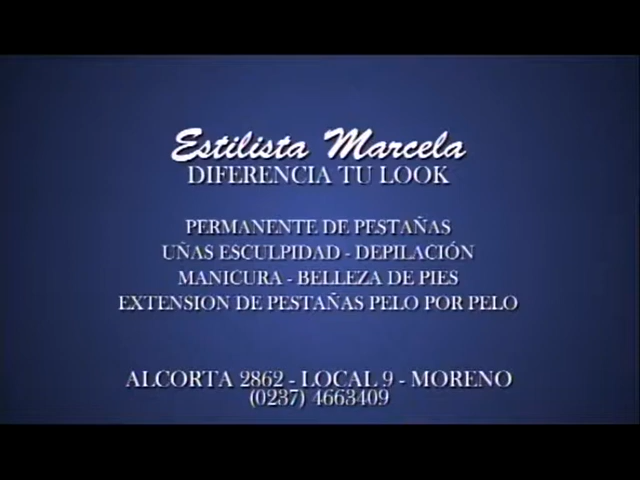 Estilista Marcela
DIFERENCIA TU LOOK
PERMANENTE DE PESTAÑAS
UÑAS ESCULPIDAD - DEPILACIÓN
MANICURA - BELLEZA DE PIES
EXTENSION DE PESTAÑAS PELO POR PELO
ALCORTA 2862 - LOCAL 9 - MORENO
(0237) 4663409